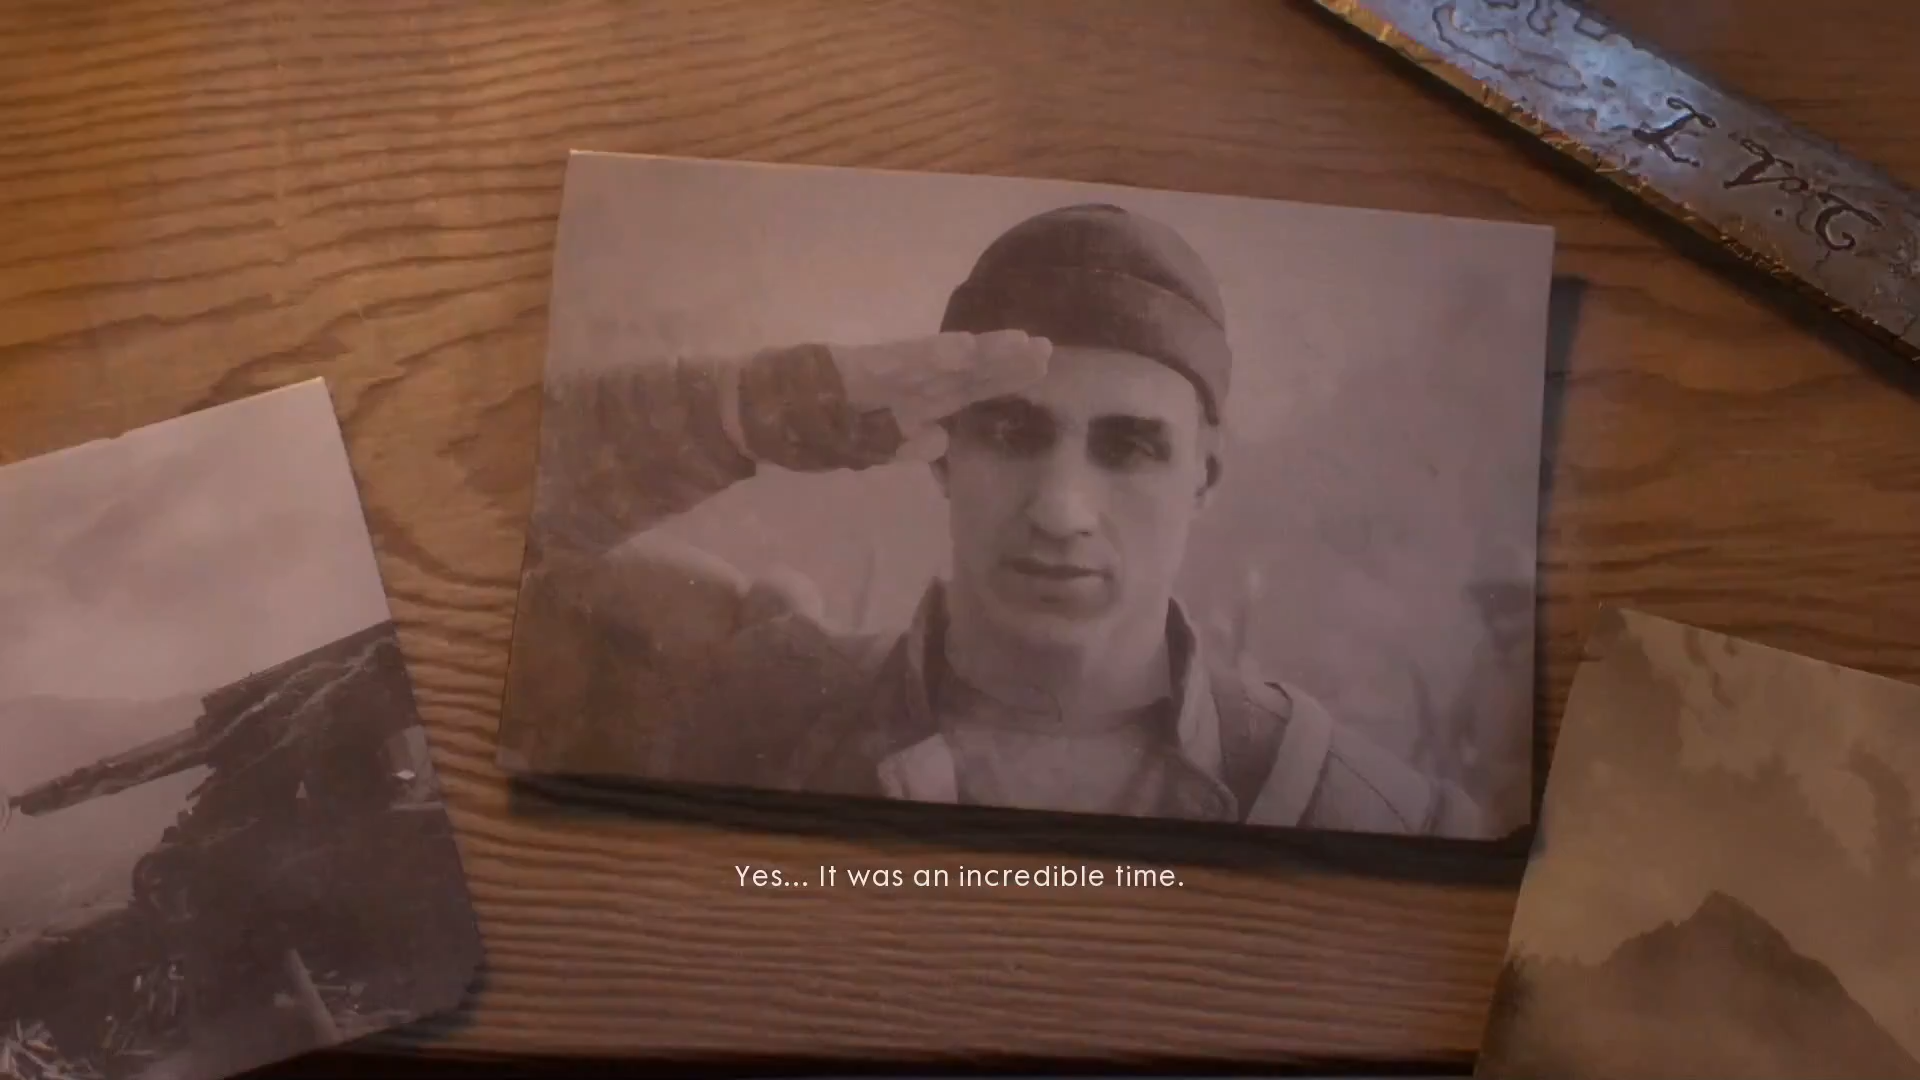 I V.T
Yes... It was an incredible time.